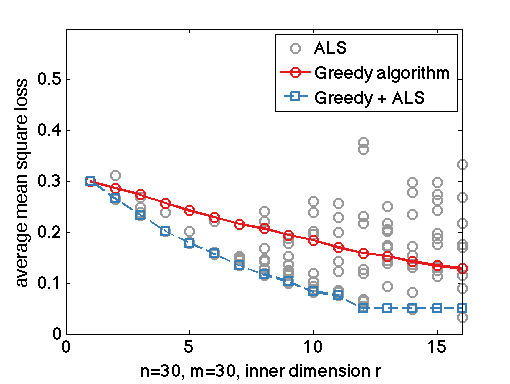 ALS
Greedy algorithm
Greedy + ALS
average mean square loss
0.5
0.4
0.3
0.2
0.1
0
0
5
10
15
n=30, m=30, inner dimension r